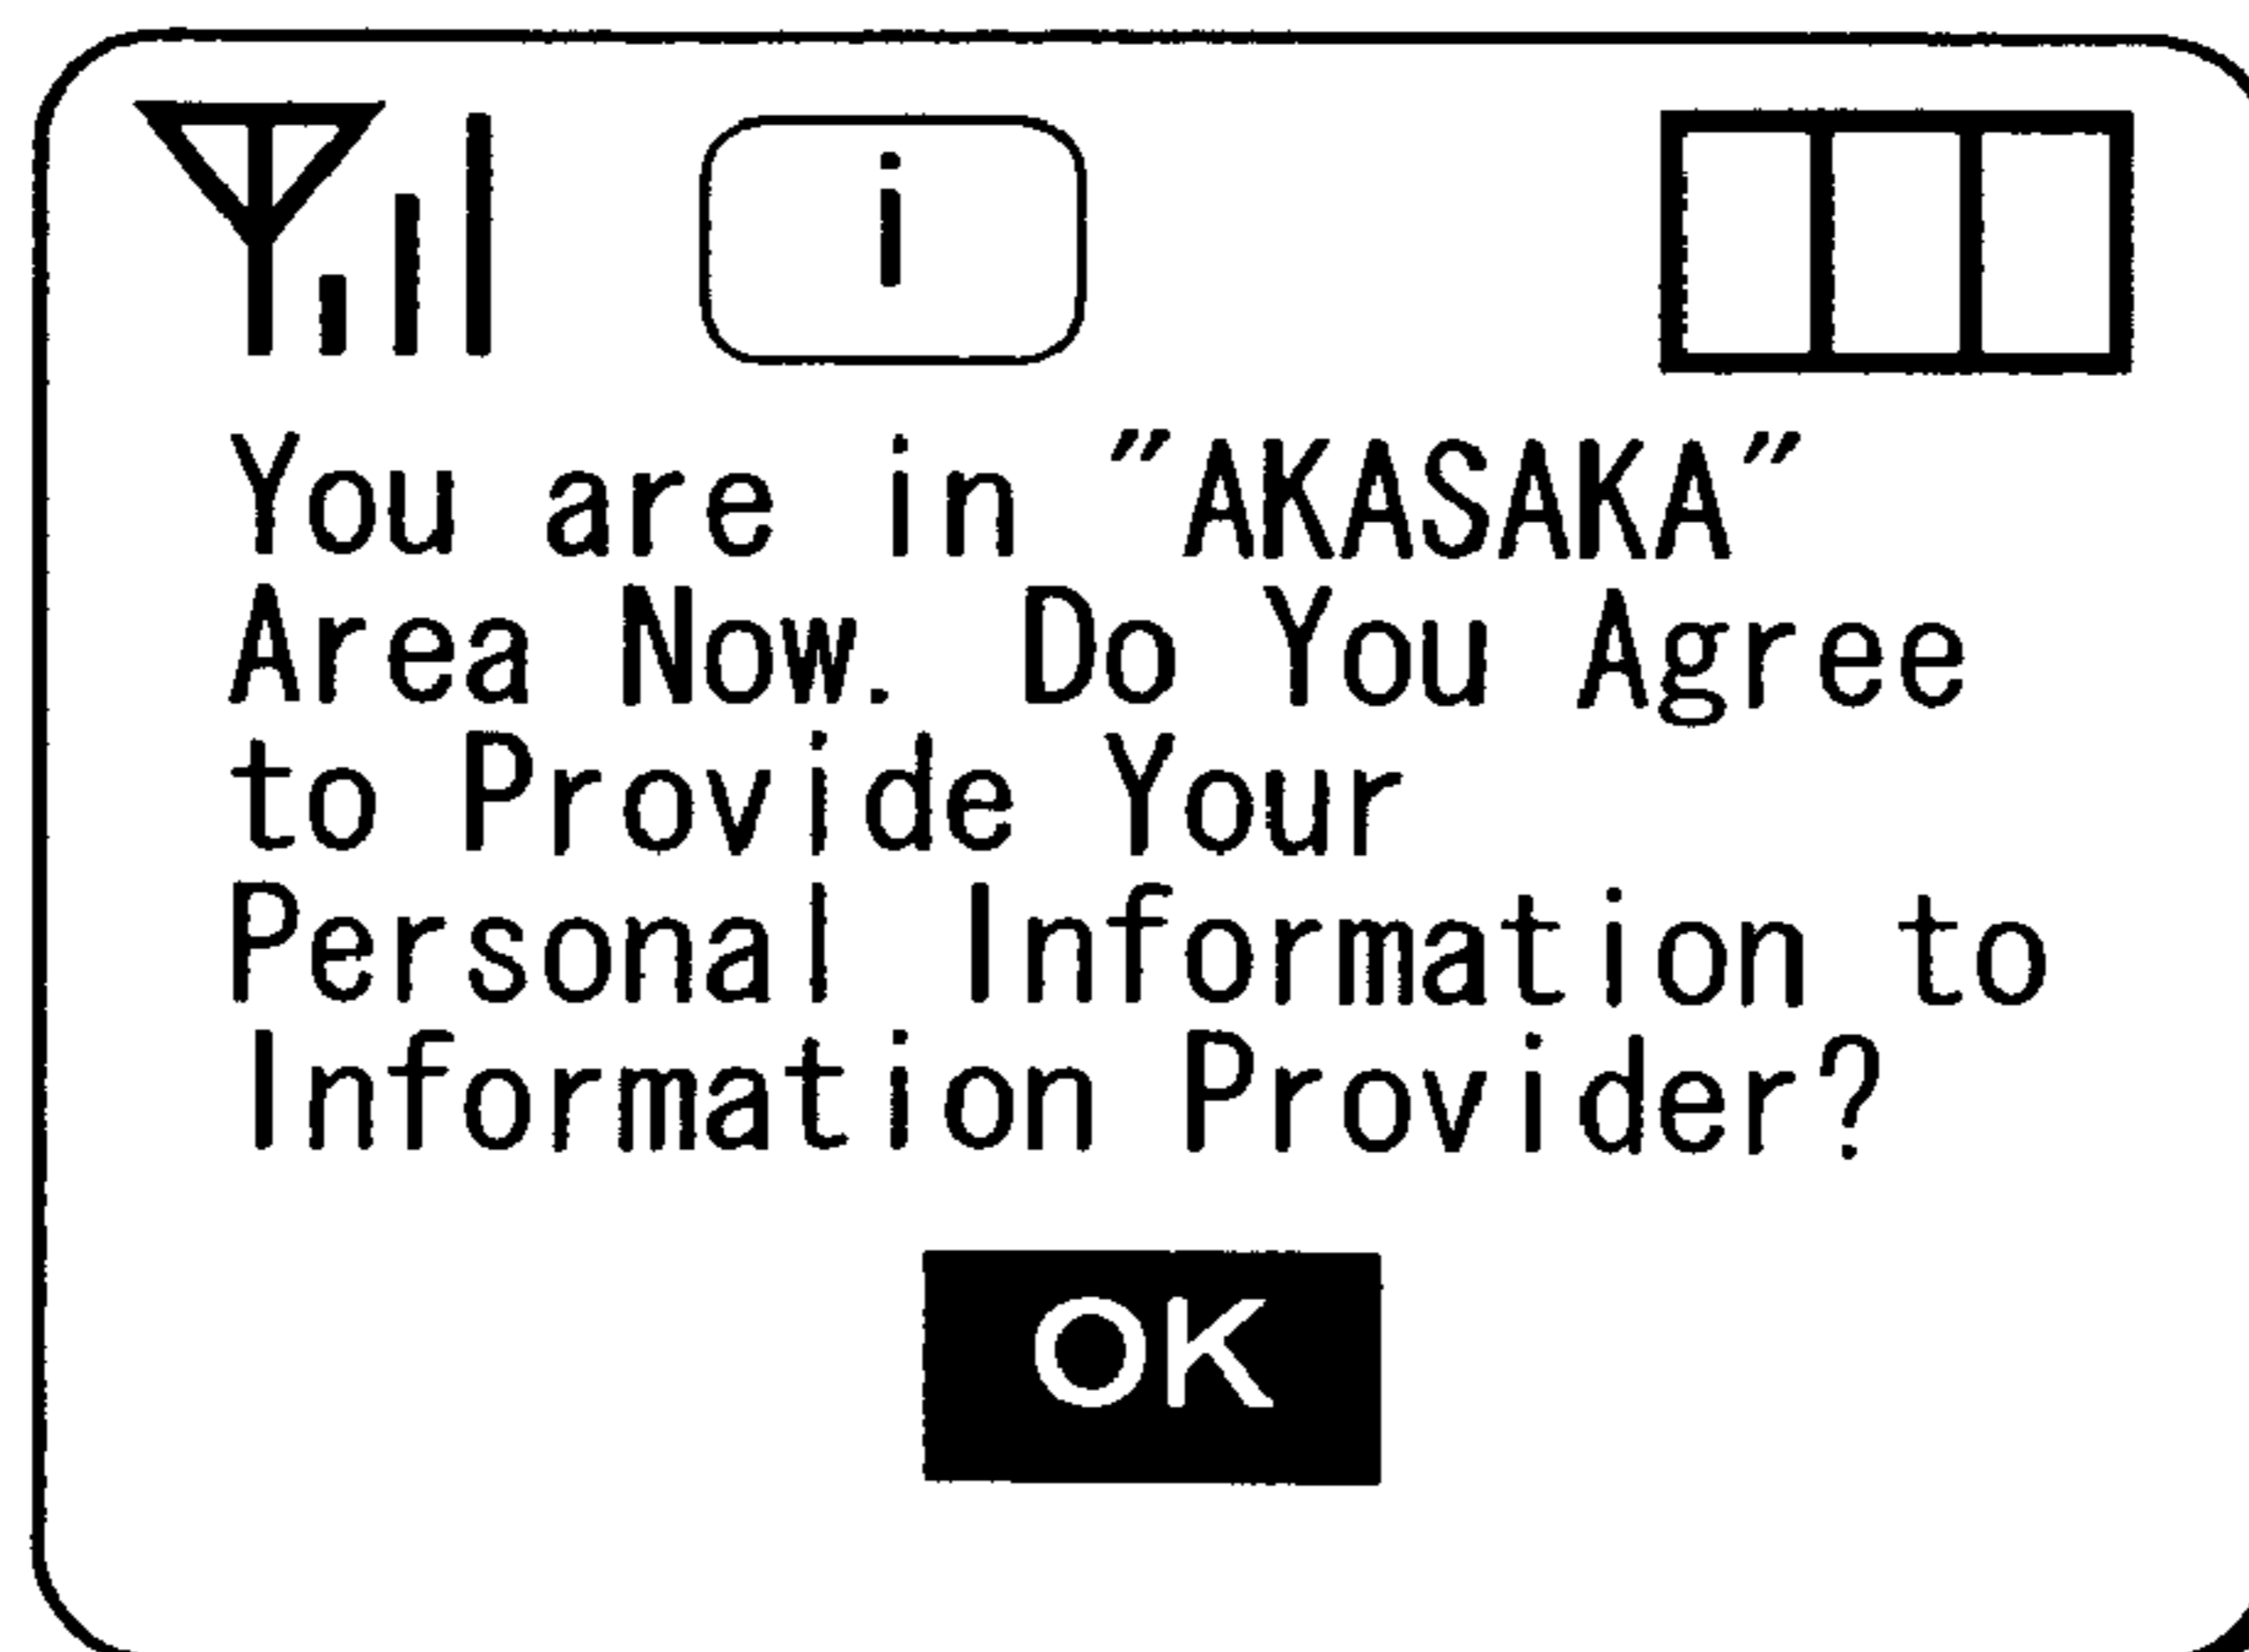 i
You are in "AKASAKA"
Area Now. Do You Agree
to Provide Your
Personal Information to
Information Provider?
OK